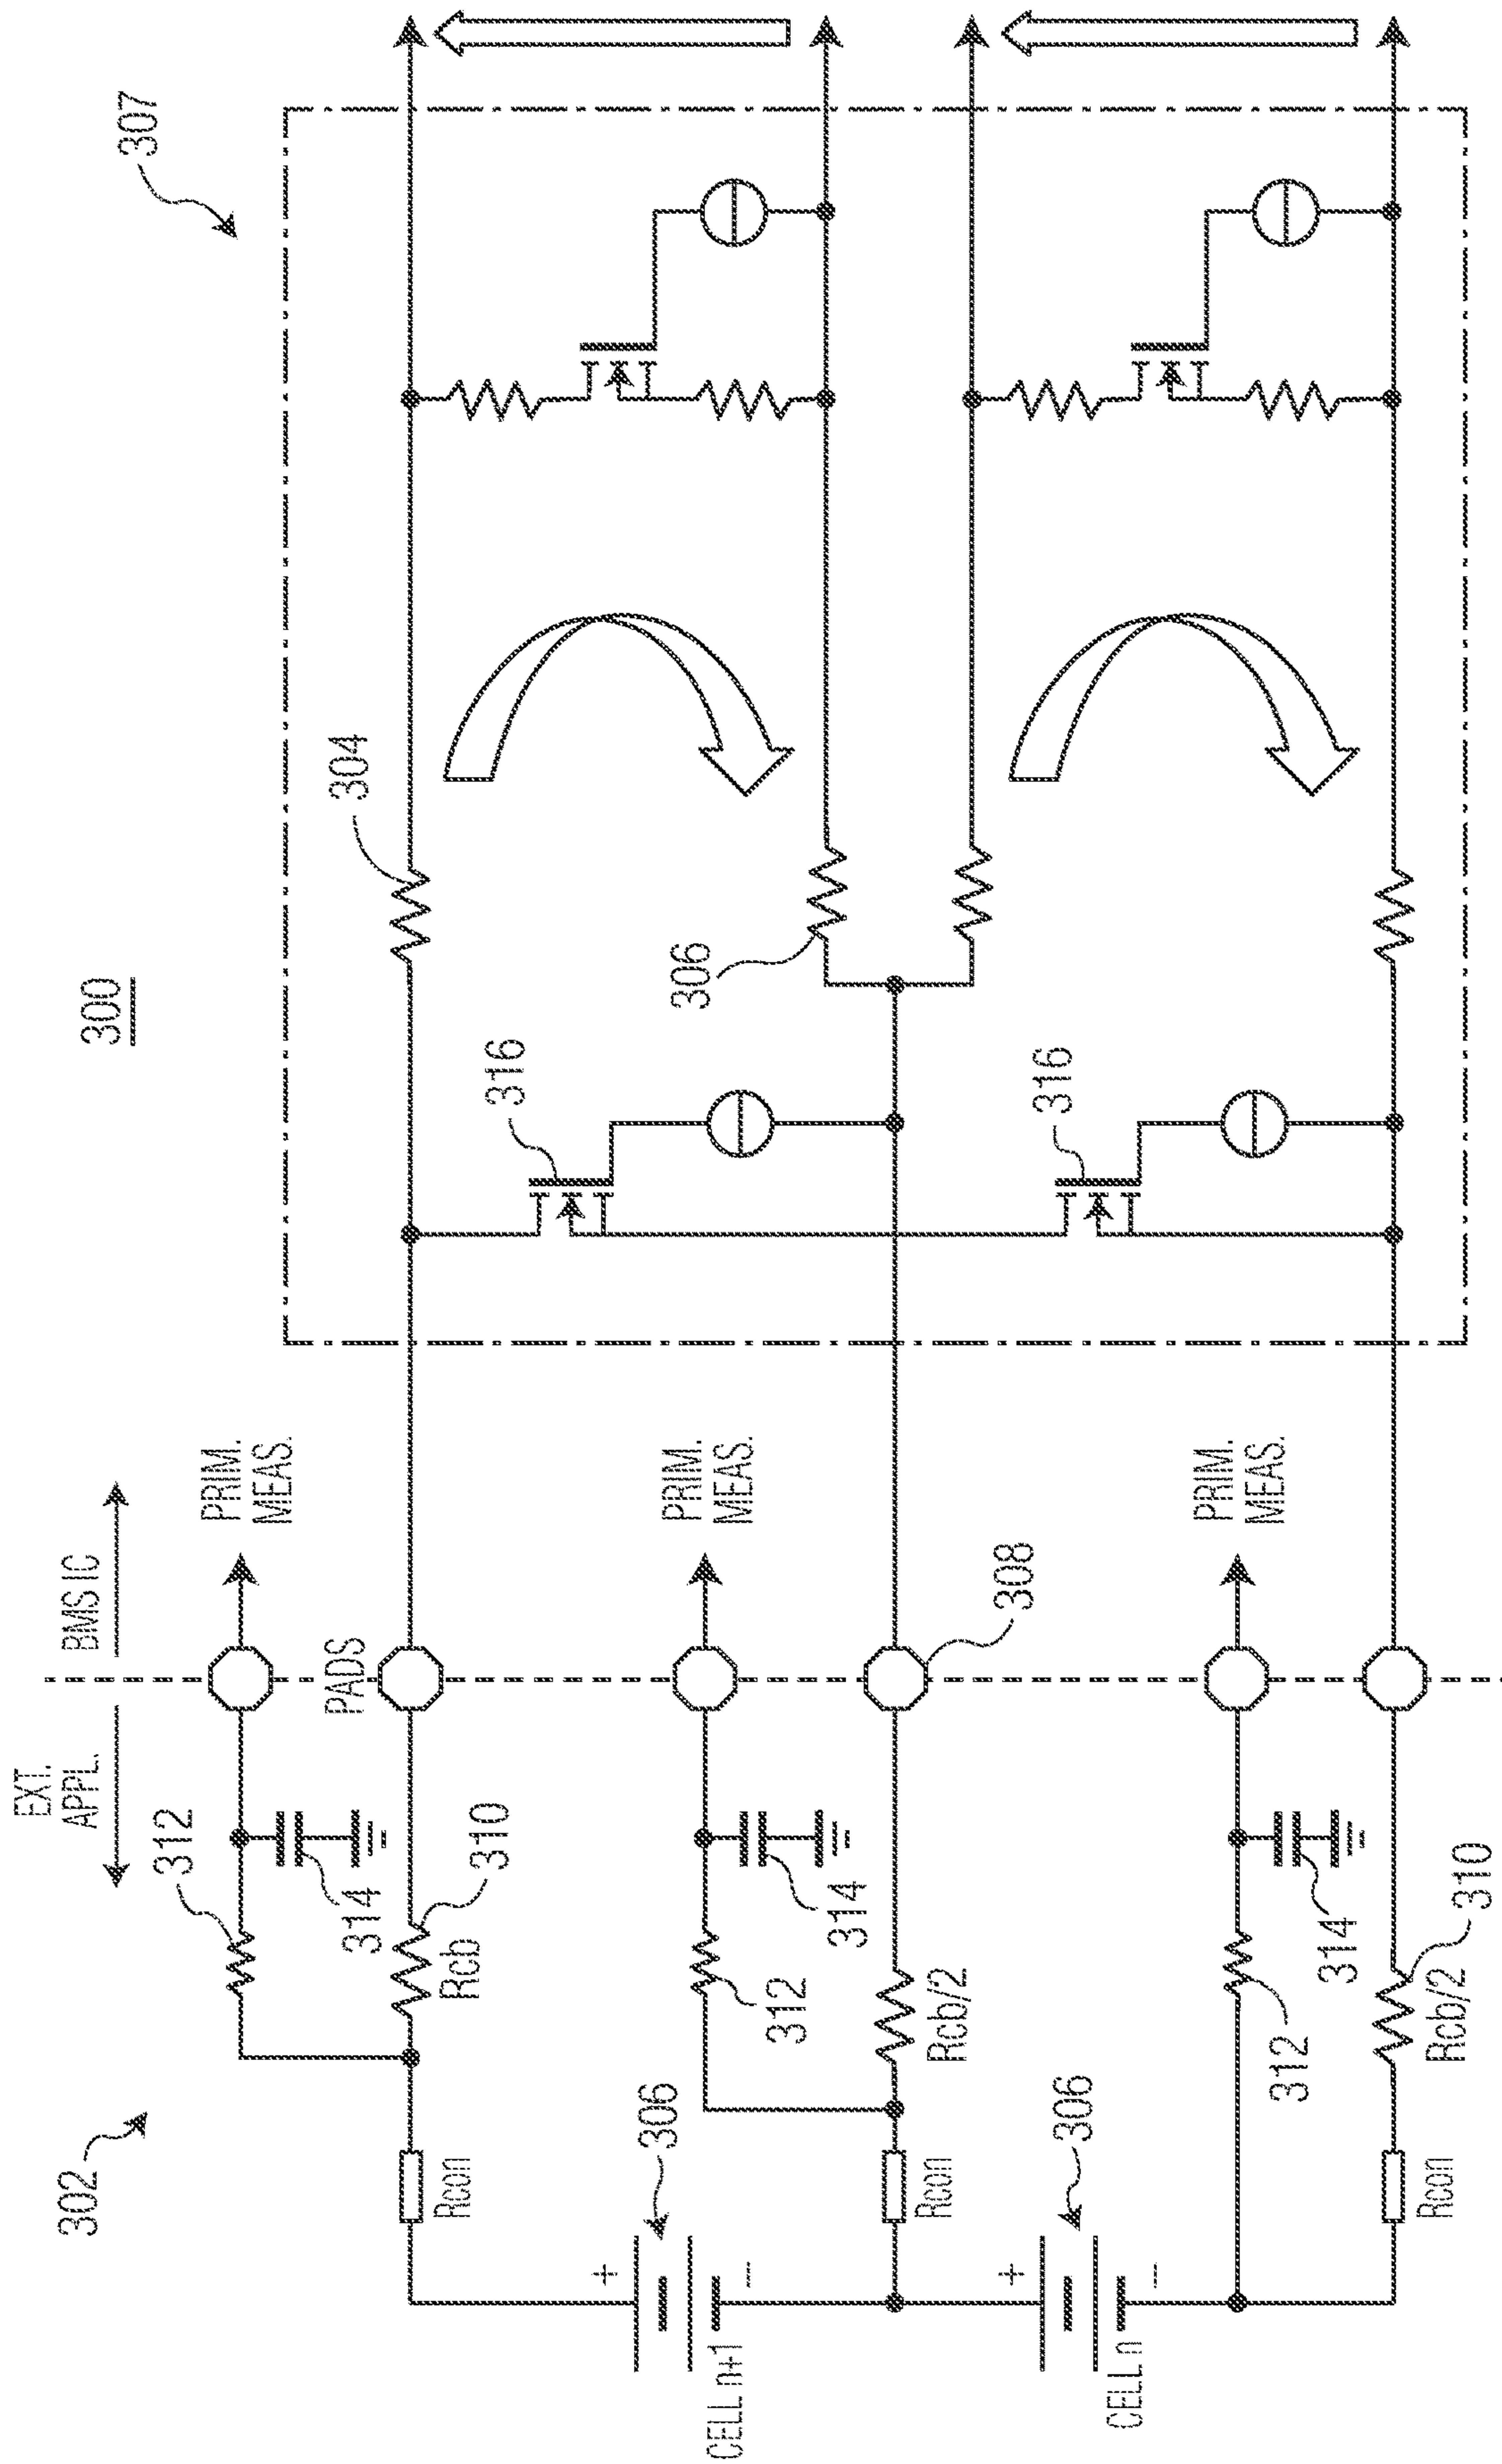 300
307
302
EXT.
APPL.
BMS IC
312
PRIM.
MEAS.
314
PADS
304
310
Rcb
Rcon
316
306
+
306
−
CELL n+1
PRIM.
MEAS.
314
312
308
Rcb/2
Rcon
316
306
+
−
CELL n
PRIM.
MEAS.
314
312
310
Rcb/2
Rcon